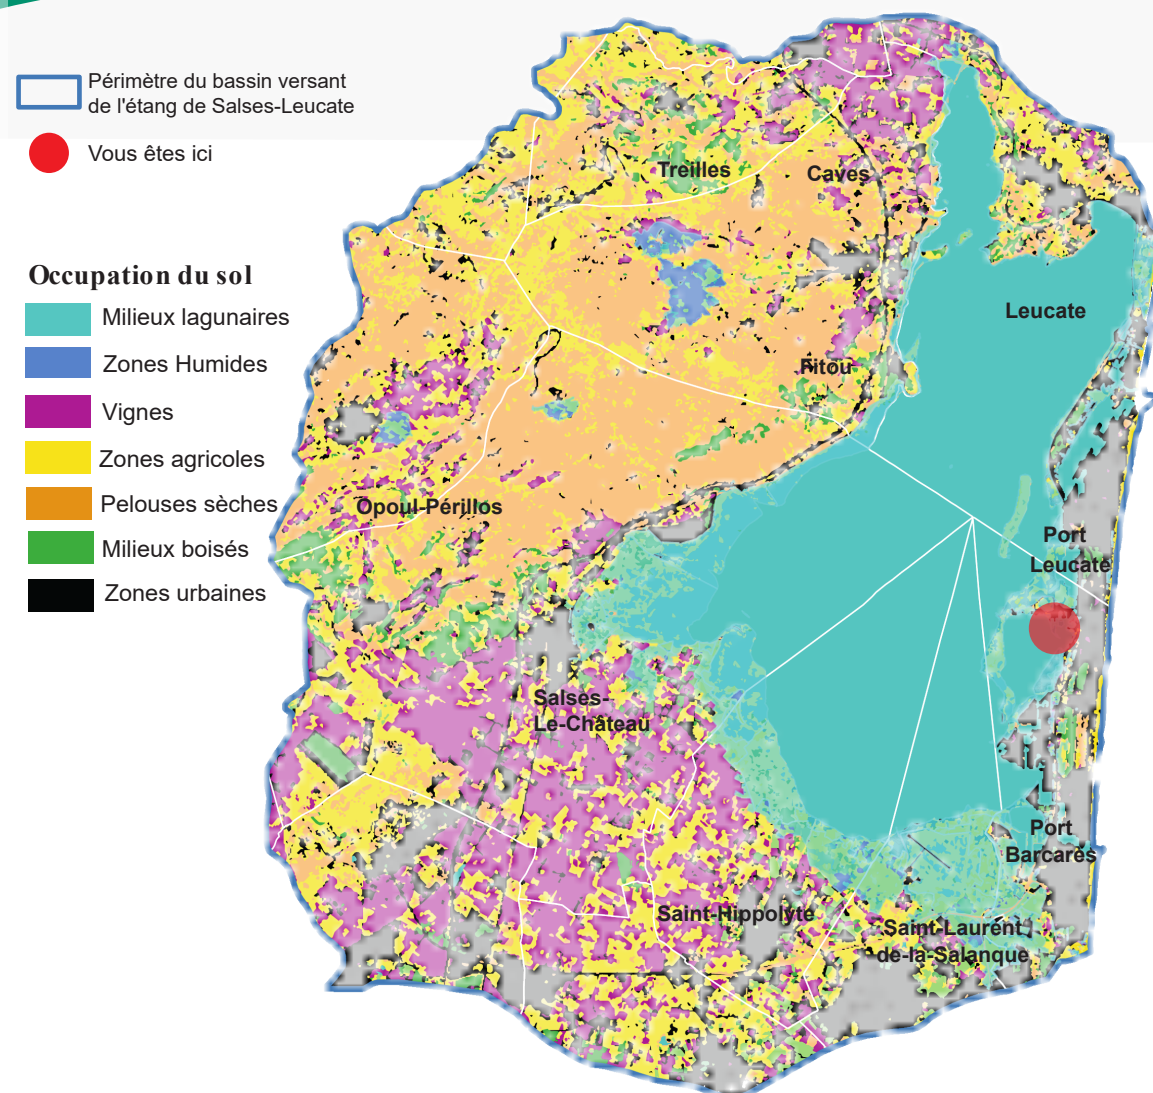 Périmètre du bassin versant
de l'étang de Salses-Leucate
Vous êtes ici
Occupation du sol
Milieux lagunaires
Zones Humides
Vignes
Zones agricoles
Pelouses sèches
Milieux boisés
Zones urbaines
Treilles
Caves
Leucate
Fitou
Opoul-Périllos
Port
Leucate
Salses-
Le-Château
Port
Barcarès
Saint-Hippolyte
Saint-Laurent
de-la-Salanque